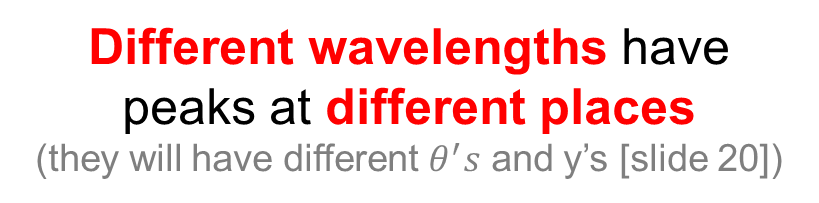 Different wavelengths have
peaks at different places
(they will have different θ′s and y’s [slide 20])